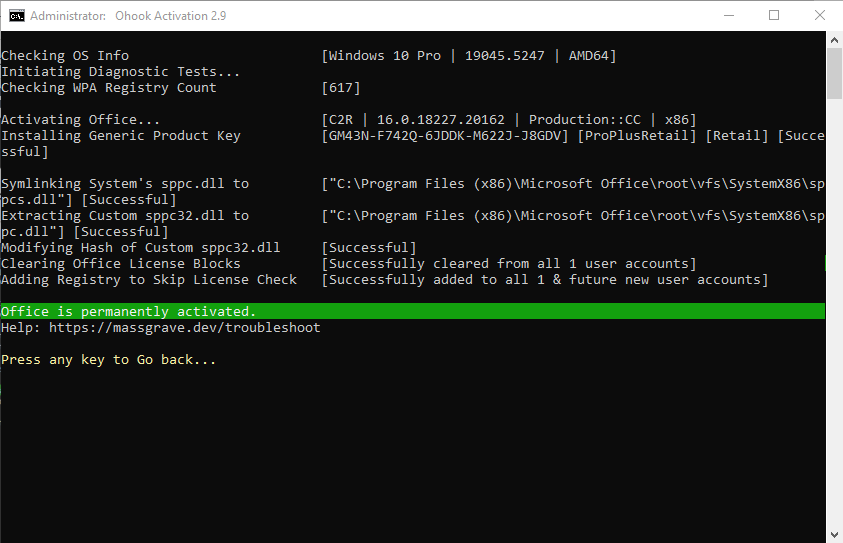 Administrator: Ohook Activation 2.9
Checking OS Info [Windows 10 Pro | 19045.5247 | AMD64]
Initiating Diagnostic Tests...
Checking WPA Registry Count [617]
Activating Office... [C2R | 16.0.18227.20162 | Production::CC | x86]
Installing Generic Product Key [GM43N-F742Q-6JDDK-M622J-J8GDV] [ProPlusRetail] [Retail] [Succe
ssful]
Symlinking System's sppc.dll to ["C:\Program Files (x86)\Microsoft Office\root\vfs\SystemX86\sp
pcs.dll"] [Successful]
Extracting Custom sppc32.dll to ["C:\Program Files (x86)\Microsoft Office\root\vfs\SystemX86\sp
pc.dll"] [Successful]
Modifying Hash of Custom sppc32.dll [Successful]
Clearing Office License Blocks [Successfully cleared from all 1 user accounts]
Adding Registry to Skip License Check [Successfully added to all 1 & future new user accounts]
Office is permanently activated.
Help: https://massgrave.dev/troubleshoot
Press any key to Go back...